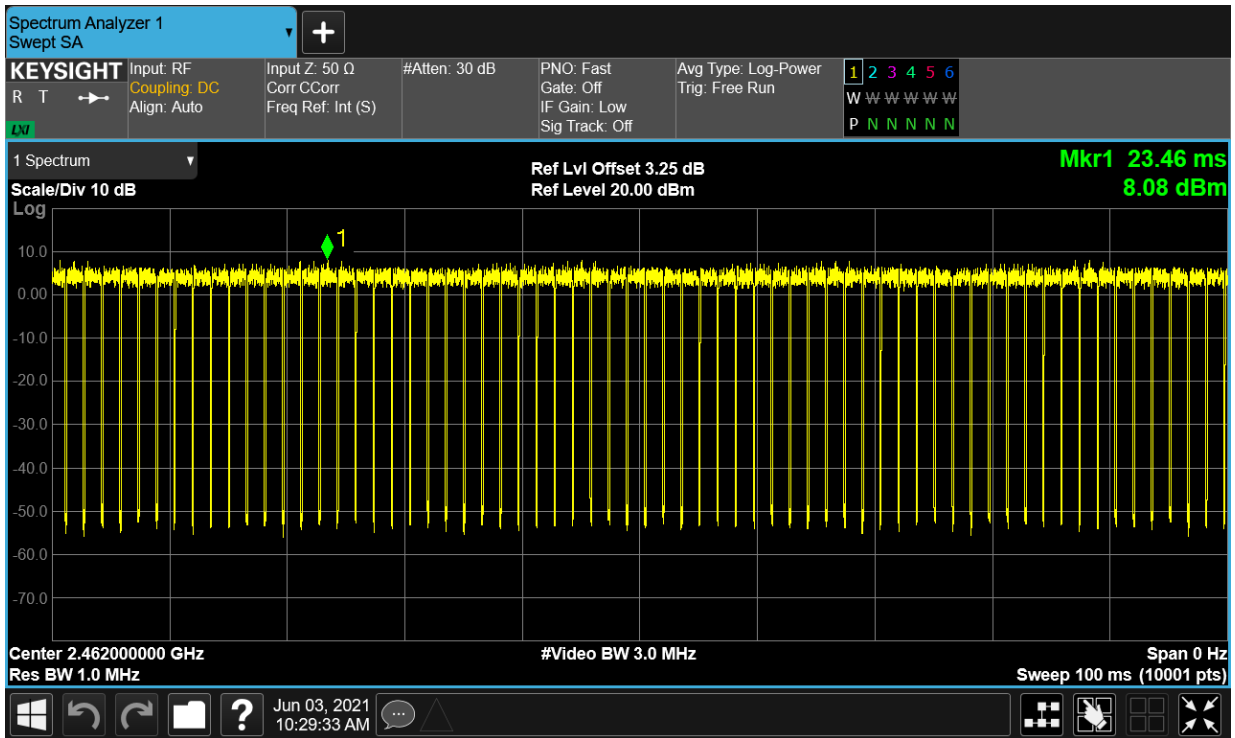 Spectrum Analyzer 1
Swept SA
+
KEYSIGHT
R T
LXI
Input: RF
Coupling: DC
Align: Auto
Input Z: 50 Ω
Corr CCorr
Freq Ref: Int (S)
#Atten: 30 dB
PNO: Fast
Gate: Off
IF Gain: Low
Sig Track: Off
Avg Type: Log-Power
Trig: Free Run
1 2 3 4 5 6
W W W W W W
P N N N N N
1 Spectrum
Scale/Div 10 dB
Log
Ref Lvl Offset 3.25 dB
Ref Level 20.00 dBm
Mkr1 23.46 ms
8.08 dBm
1
10.0
0.00
-10.0
-20.0
-30.0
-40.0
-50.0
-60.0
-70.0
Center 2.462000000 GHz
Res BW 1.0 MHz
#Video BW 3.0 MHz
Span 0 Hz
Sweep 100 ms (10001 pts)
?
Jun 03, 2021
10:29:33 AM